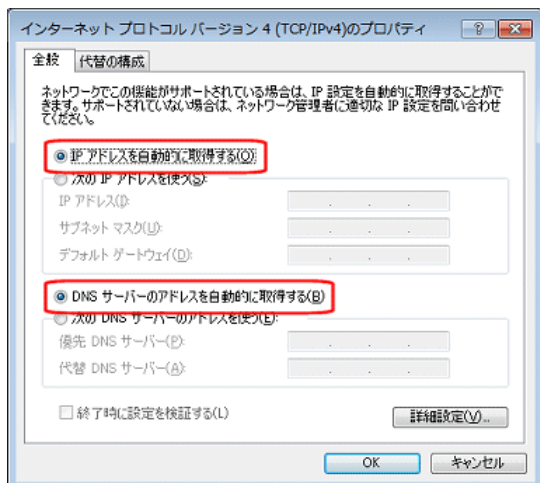 インターネット プロトコル バージョン 4 (TCP/IPv4)のプロパティ
全般
代替の構成
ネットワークでこの機能がサポートされている場合は、IP 設定を自動的に取得することがで
きます。サポートされていない場合は、ネットワーク管理者に適切な IP 設定を問い合わせ
てください。
IP アドレスを自動的に取得する(O)
次の IP アドレスを使う(S):
IP アドレス(I):
サブネット マスク(U):
デフォルト ゲートウェイ(D):
DNS サーバーのアドレスを自動的に取得する(B)
次の DNS サーバーのアドレスを使う(E):
優先 DNS サーバー(P):
代替 DNS サーバー(A):
終了時に設定を検証する(L)
詳細設定(V)...
OK
キャンセル